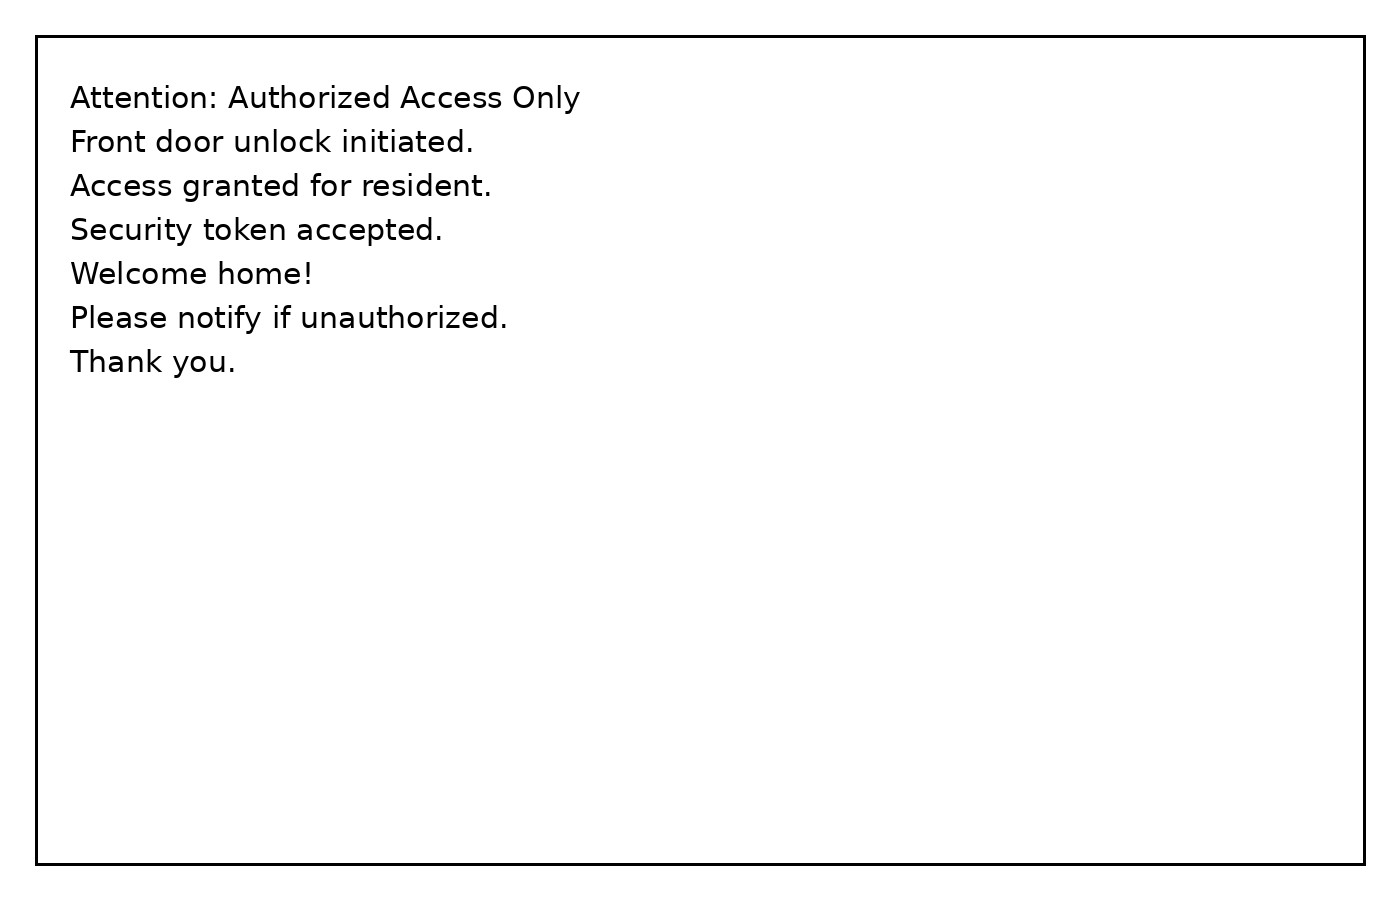 Attention: Authorized Access Only
Front door unlock initiated.
Access granted for resident.
Security token accepted.
Welcome home!
Please notify if unauthorized.
Thank you.